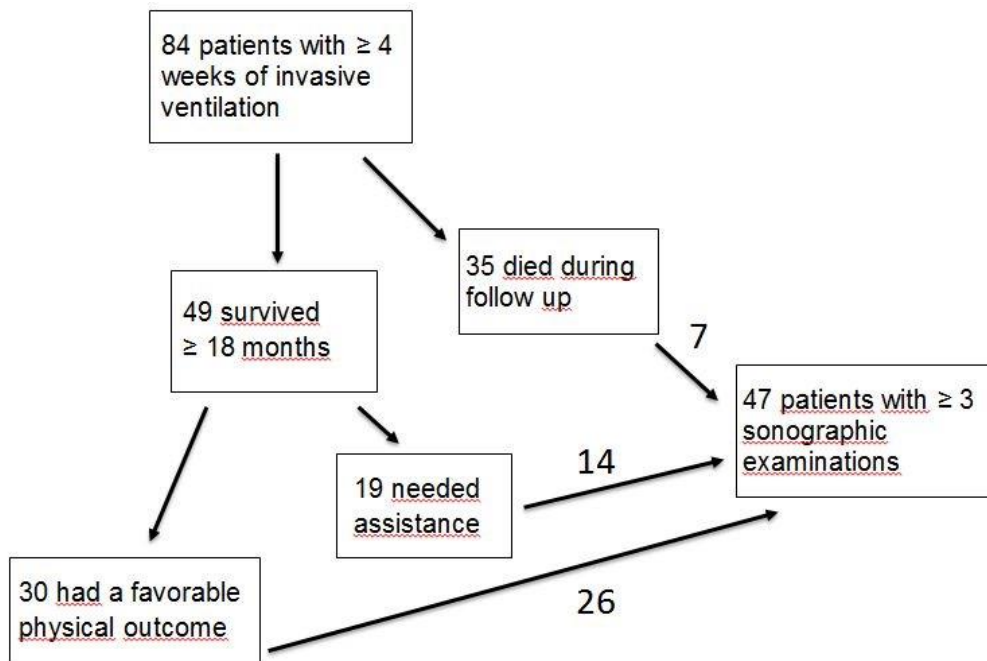 84 patients with ≥ 4
weeks of invasive
ventilation
35 died during
follow up
49 survived
≥ 18 months
7
47 patients with ≥ 3
sonographic
examinations
14
19 needed
assistance
30 had a favorable
physical outcome
26